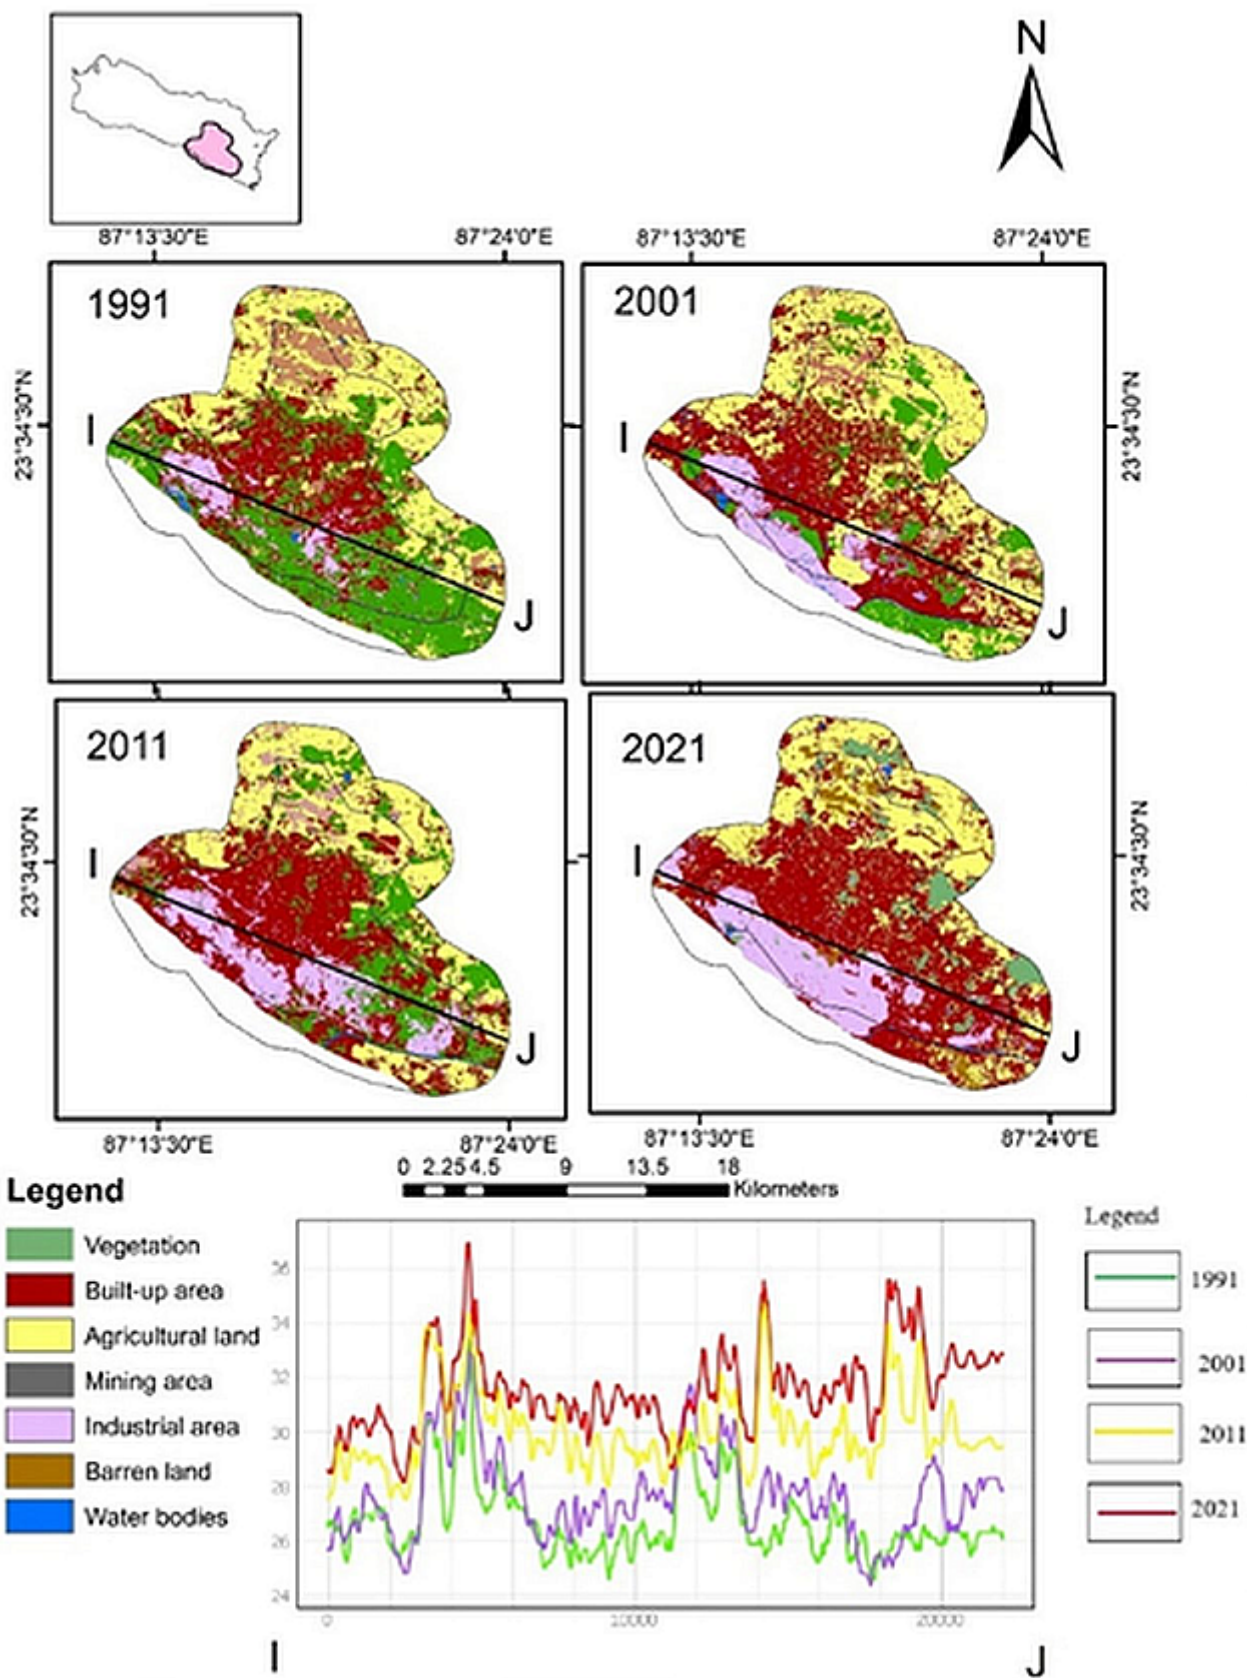 N
87°13'30"E 87°24'0"E 87°13'30"E 87°24'0"E
1991 2001
23°34'30"N 23°34'30"N
I J I J
2011 2021
23°34'30"N 23°34'30"N
I J I J
87°13'30"E 87°24'0"E 87°13'30"E 87°24'0"E
0 2.25 4.5 9 13.5 18
Kilometers
Legend
Vegetation
Built-up area
Agricultural land
Mining area
Industrial area
Barren land
Water bodies
36
34
32
30
28
26
24
0 10000 20000
I J
Legend
1991
2001
2011
2021